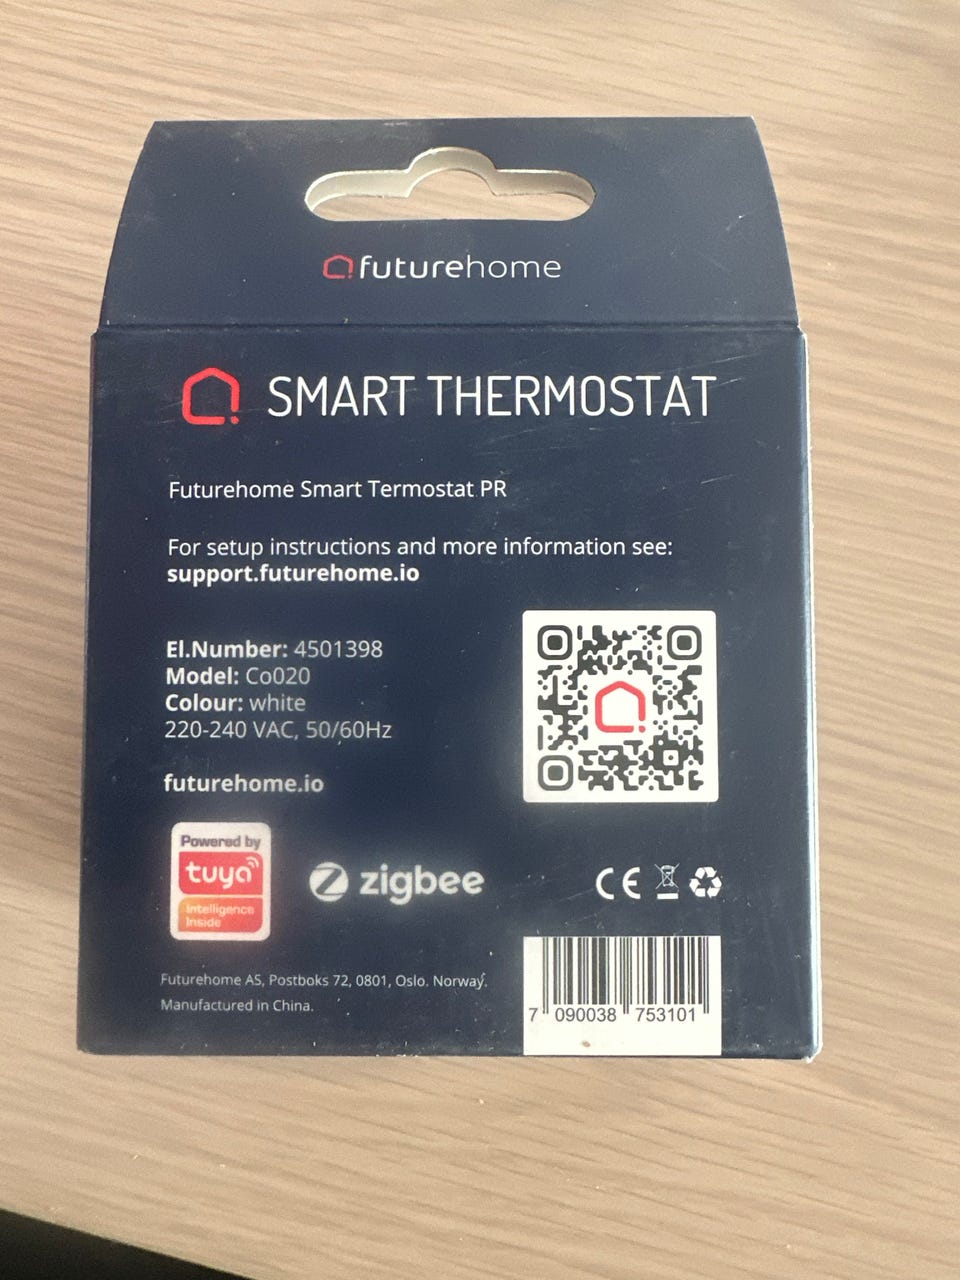 futurehome
SMART THERMOSTAT
Futurehome Smart Termostat PR
For setup instructions and more information see:
support.futurehome.io
El.Number: 4501398
Model: Co020
Colour: white
220-240 VAC, 50/60Hz
futurehome.io
Powered by
tuya
intelligence
inside
zigbee
CE
Futurehome AS, Postboks 72, 0801, Oslo. Norway.
Manufactured in China.
7 090038 753101